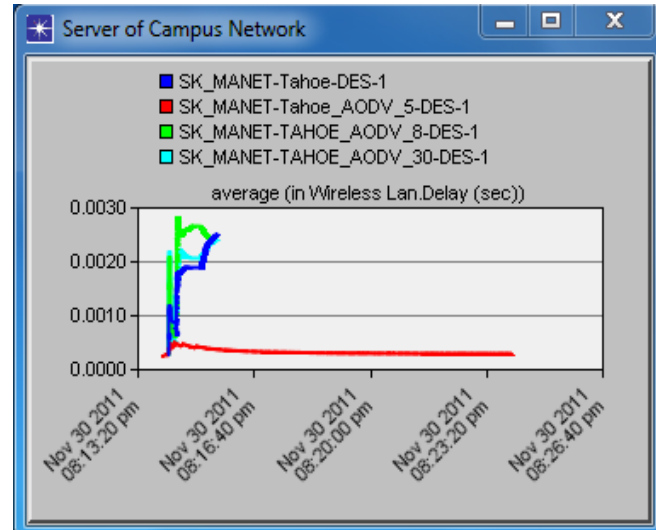 Server of Campus Network
SK_MANET-Tahoe-DES-1
SK_MANET-Tahoe_AODV_5-DES-1
SK_MANET-TAHOE_AODV_8-DES-1
SK_MANET-TAHOE_AODV_30-DES-1
average (in Wireless Lan.Delay (sec))
0.0030
0.0020
0.0010
0.0000
Nov 30 2011
08:13:20 pm
Nov 30 2011
08:16:40 pm
Nov 30 2011
08:20:00 pm
Nov 30 2011
08:23:20 pm
Nov 30 2011
08:26:40 pm